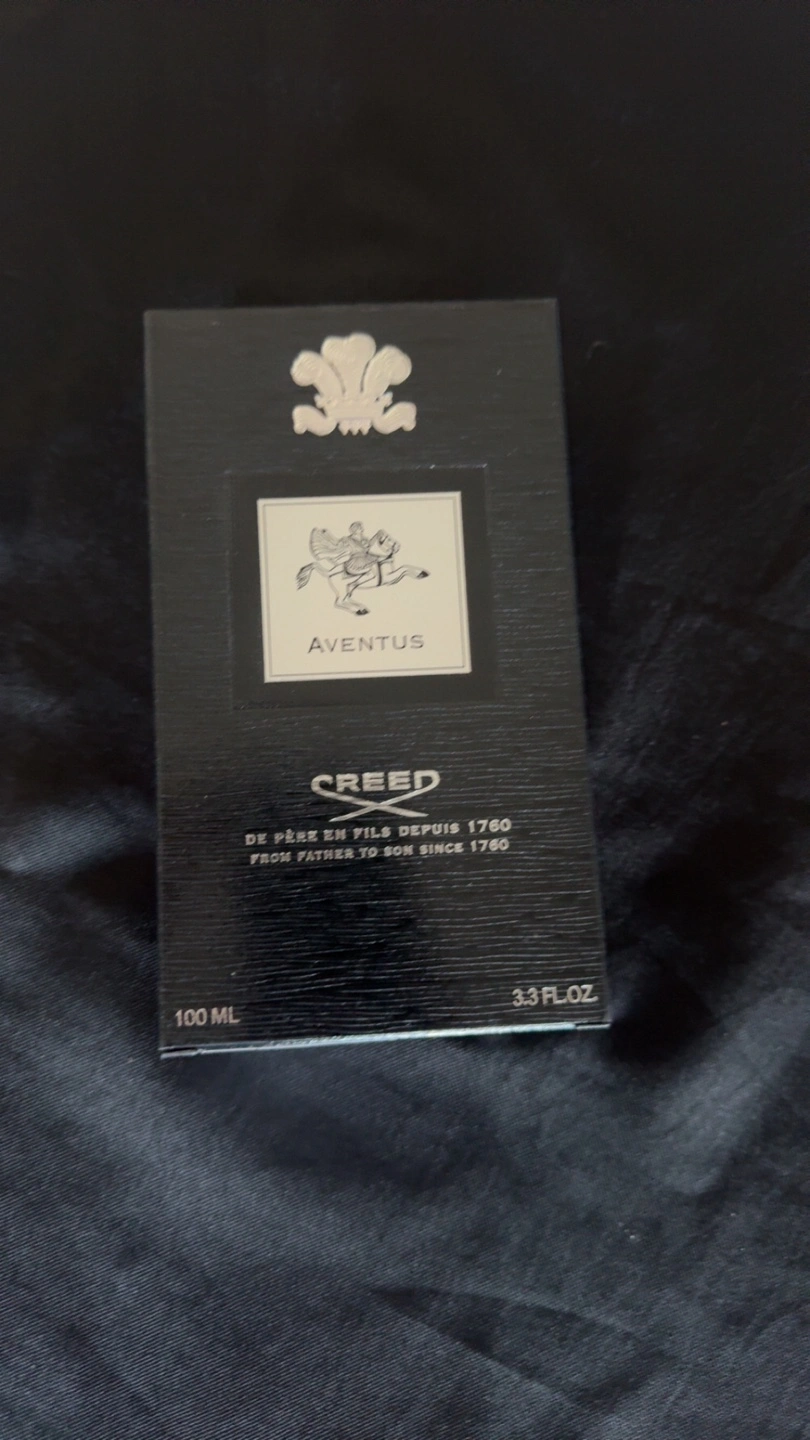 AVENTUS
CREED
DE PÈRE EN FILS DEPUIS 1760
FROM FATHER TO SON SINCE 1760
100 ML
3.3 FL.OZ.